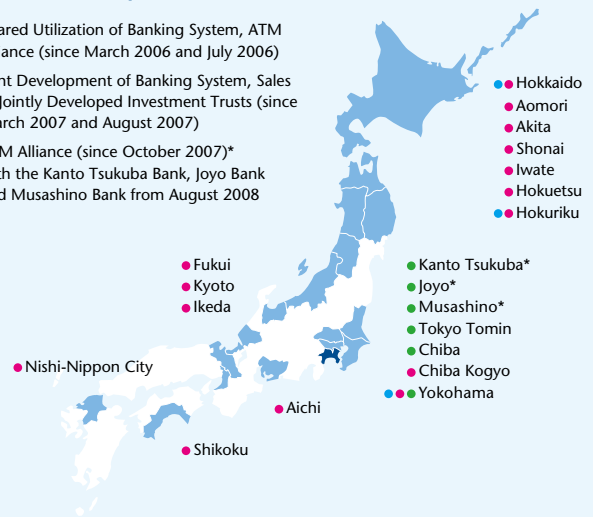 ared Utilization of Banking System, ATM
ance (since March 2006 and July 2006)
nt Development of Banking System, Sales
Jointly Developed Investment Trusts (since
rch 2007 and August 2007)
M Alliance (since October 2007)*
th the Kanto Tsukuba Bank, Joyo Bank
d Musashino Bank from August 2008
Hokkaido
Aomori
Akita
Shonai
Iwate
Hokuetsu
Hokuriku
Fukui
Kyoto
Ikeda
Kanto Tsukuba*
Joyo*
Musashino*
Tokyo Tomin
Chiba
Chiba Kogyo
Yokohama
Nishi-Nippon City
Aichi
Shikoku